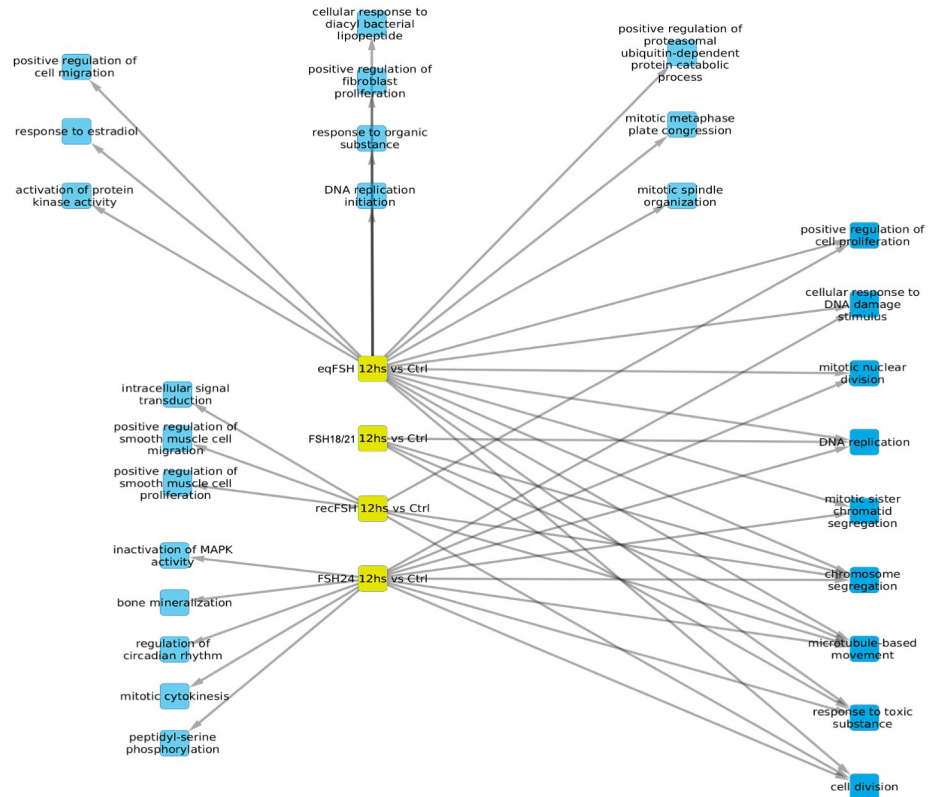 cellular response to
diacyl bacterial
lipopeptide
positive regulation of
cell migration
positive regulation of
fibroblast
proliferation
positive regulation of
proteasomal
ubiquitin-dependent
protein catabolic
process
response to estradiol
response to organic
substance
mitotic metaphase
plate congression
activation of protein
kinase activity
DNA replication
initiation
mitotic spindle
organization
positive regulation of
cell proliferation
cellular response to
DNA damage
stimulus
mitotic nuclear
division
DNA replication
mitotic sister
chromatid
segregation
chromosome
segregation
microtubule-based
movement
response to toxic
substance
cell division
eqFSH 12hs vs Ctrl
FSH18/21 12hs vs Ctrl
recFSH 12hs vs Ctrl
FSH24 12hs vs Ctrl
intracellular signal
transduction
positive regulation of
smooth muscle cell
migration
positive regulation of
smooth muscle cell
proliferation
inactivation of MAPK
activity
bone mineralization
regulation of
circadian rhythm
mitotic cytokinesis
peptidyl-serine
phosphorylation